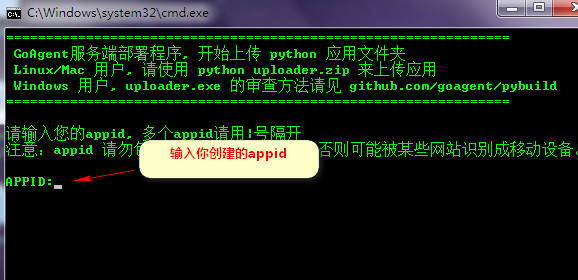 C:\Windows\system32\cmd.exe
===============================================================
GoAgent服务端部署程序, 开始上传 python 应用文件夹
Linux/Mac 用户, 请使用 python uploader.zip 来上传应用
Windows 用户, uploader.exe 的审查方法请见 github.com/goagent/pybuild
===============================================================
请输入您的appid, 多个appid请用|号隔开
注意: appid 请勿 否则可能被某些网站识别成移动设备。
输入你创建的appid
APPID: